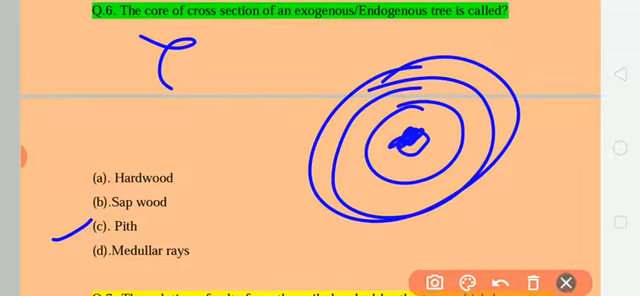 Q.6. The core of cross section of an exogenous/Endogenous tree is called?
(a). Hardwood
(b).Sap wood
(c). Pith
(d).Medullar rays